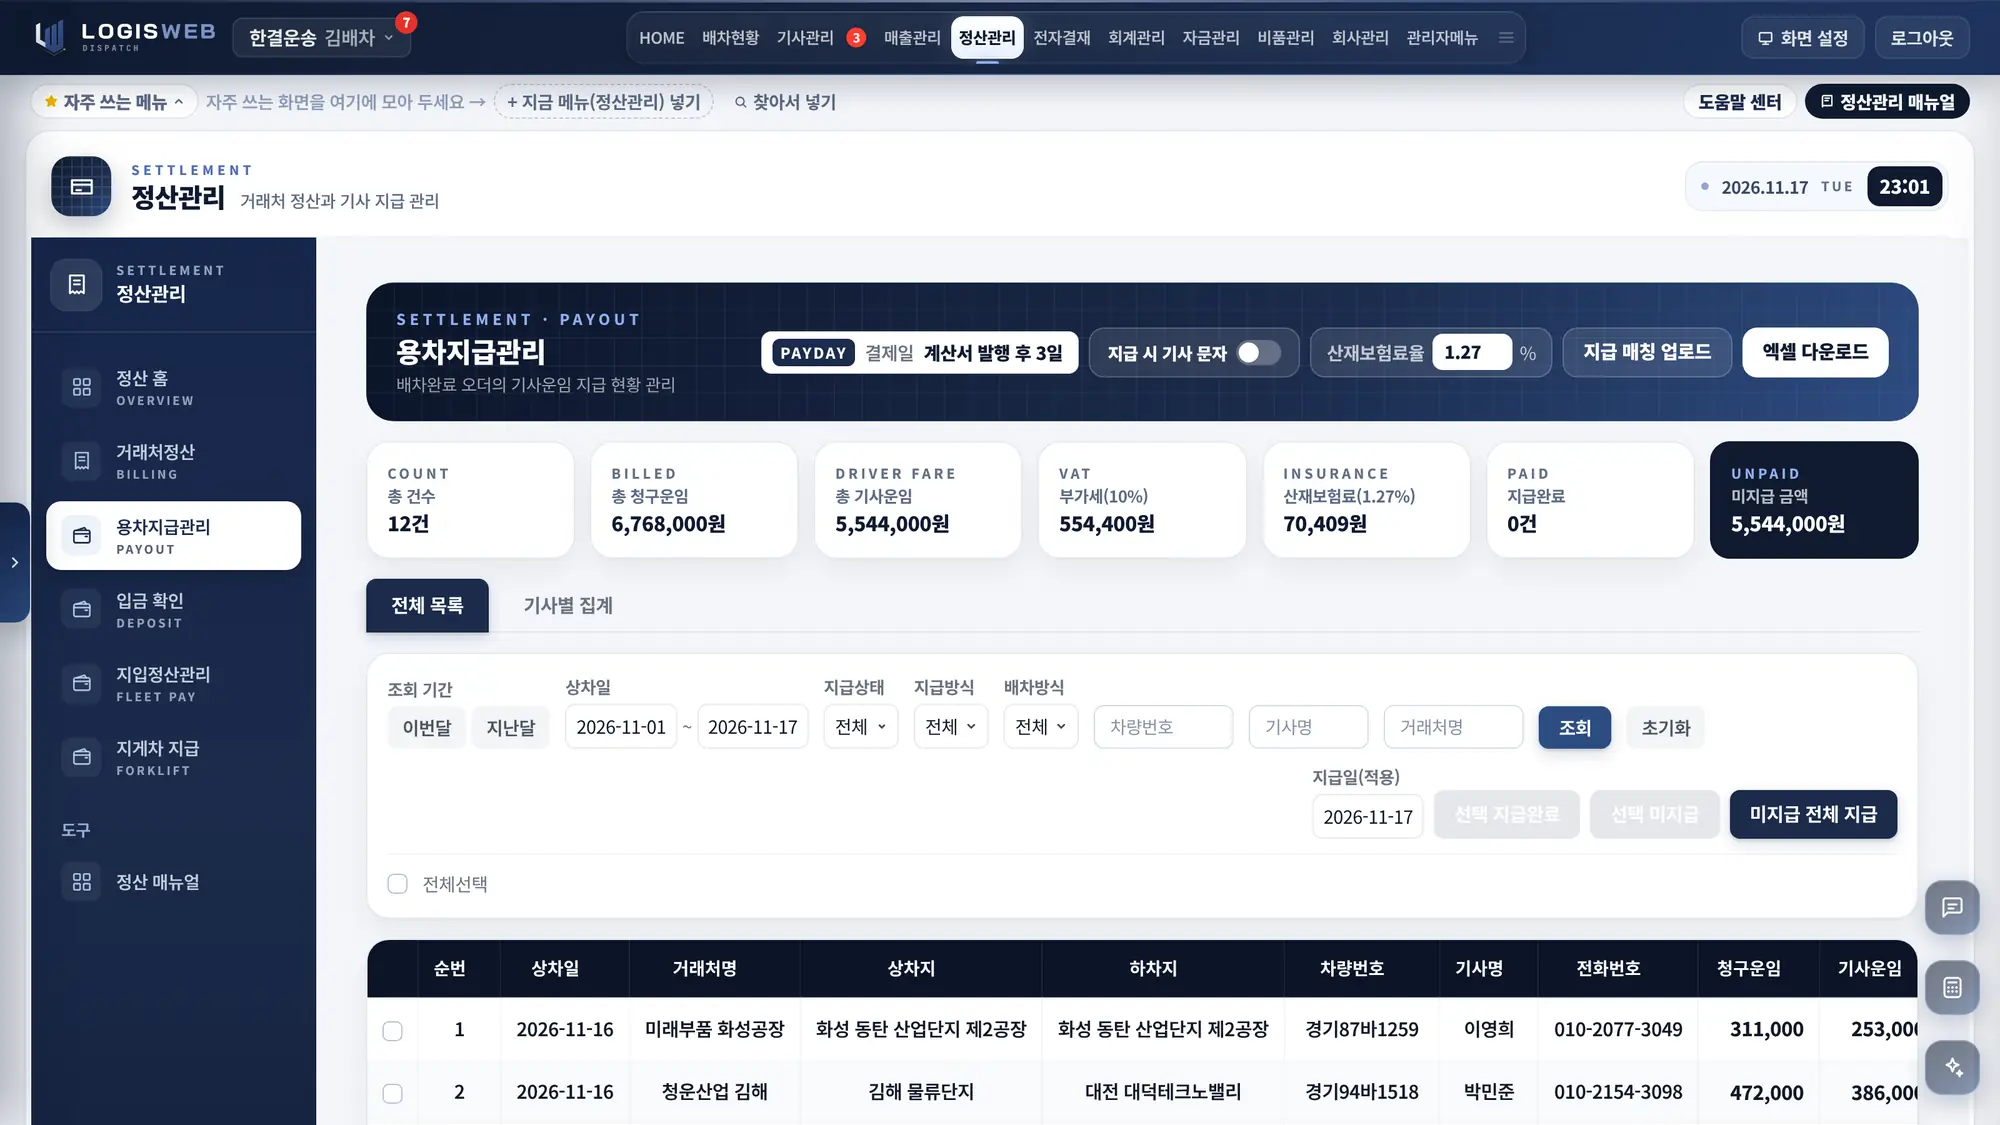 LOGISWEB
DISPATCH
한결운송 김배차
7
HOME 배차현황 기사관리 3 매출관리 정산관리 전자결재 회계관리 자금관리 비품관리 회사관리 관리자메뉴
화면 설정
로그아웃
자주 쓰는 메뉴
자주 쓰는 화면을 여기에 모아 두세요 →
+ 지금 메뉴(정산관리) 넣기
찾아서 넣기
도움말 센터
정산관리 매뉴얼
SETTLEMENT
정산관리 거래처 정산과 기사 지급 관리
2026.11.17 TUE 23:01
SETTLEMENT
정산관리
정산 홈
OVERVIEW
거래처정산
BILLING
용차지급관리
PAYOUT
입금 확인
DEPOSIT
지입정산관리
FLEET PAY
지게차 지급
FORKLIFT
도구
정산 매뉴얼
SETTLEMENT · PAYOUT
용차지급관리
배차완료 오더의 기사운임 지급 현황 관리
PAYDAY 결제일 계산서 발행 후 3일
지급 시 기사 문자
산재보험료율 1.27 %
지급 매칭 업로드
엑셀 다운로드
COUNT
총 건수
12건
BILLED
총 청구운임
6,768,000원
DRIVER FARE
총 기사운임
5,544,000원
VAT
부가세(10%)
554,400원
INSURANCE
산재보험료(1.27%)
70,409원
PAID
지급완료
0건
UNPAID
미지급 금액
5,544,000원
전체 목록 기사별 집계
조회 기간 상차일 지급상태 지급방식 배차방식
이번달 지난달 2026-11-01 ~ 2026-11-17 전체 전체 전체 차량번호 기사명 거래처명 조회 초기화
지급일(적용)
2026-11-17 선택 지급완료 선택 미지급 미지급 전체 지급
전체선택
순번 상차일 거래처명 상차지 하차지 차량번호 기사명 전화번호 청구운임 기사운임
1 2026-11-16 미래부품 화성공장 화성 동탄 산업단지 제2공장 화성 동탄 산업단지 제2공장 경기87바1259 이영희 010-2077-3049 311,000 253,000
2 2026-11-16 청운산업 김해 김해 물류단지 대전 대덕테크노밸리 경기94바1518 박민준 010-2154-3098 472,000 386,000